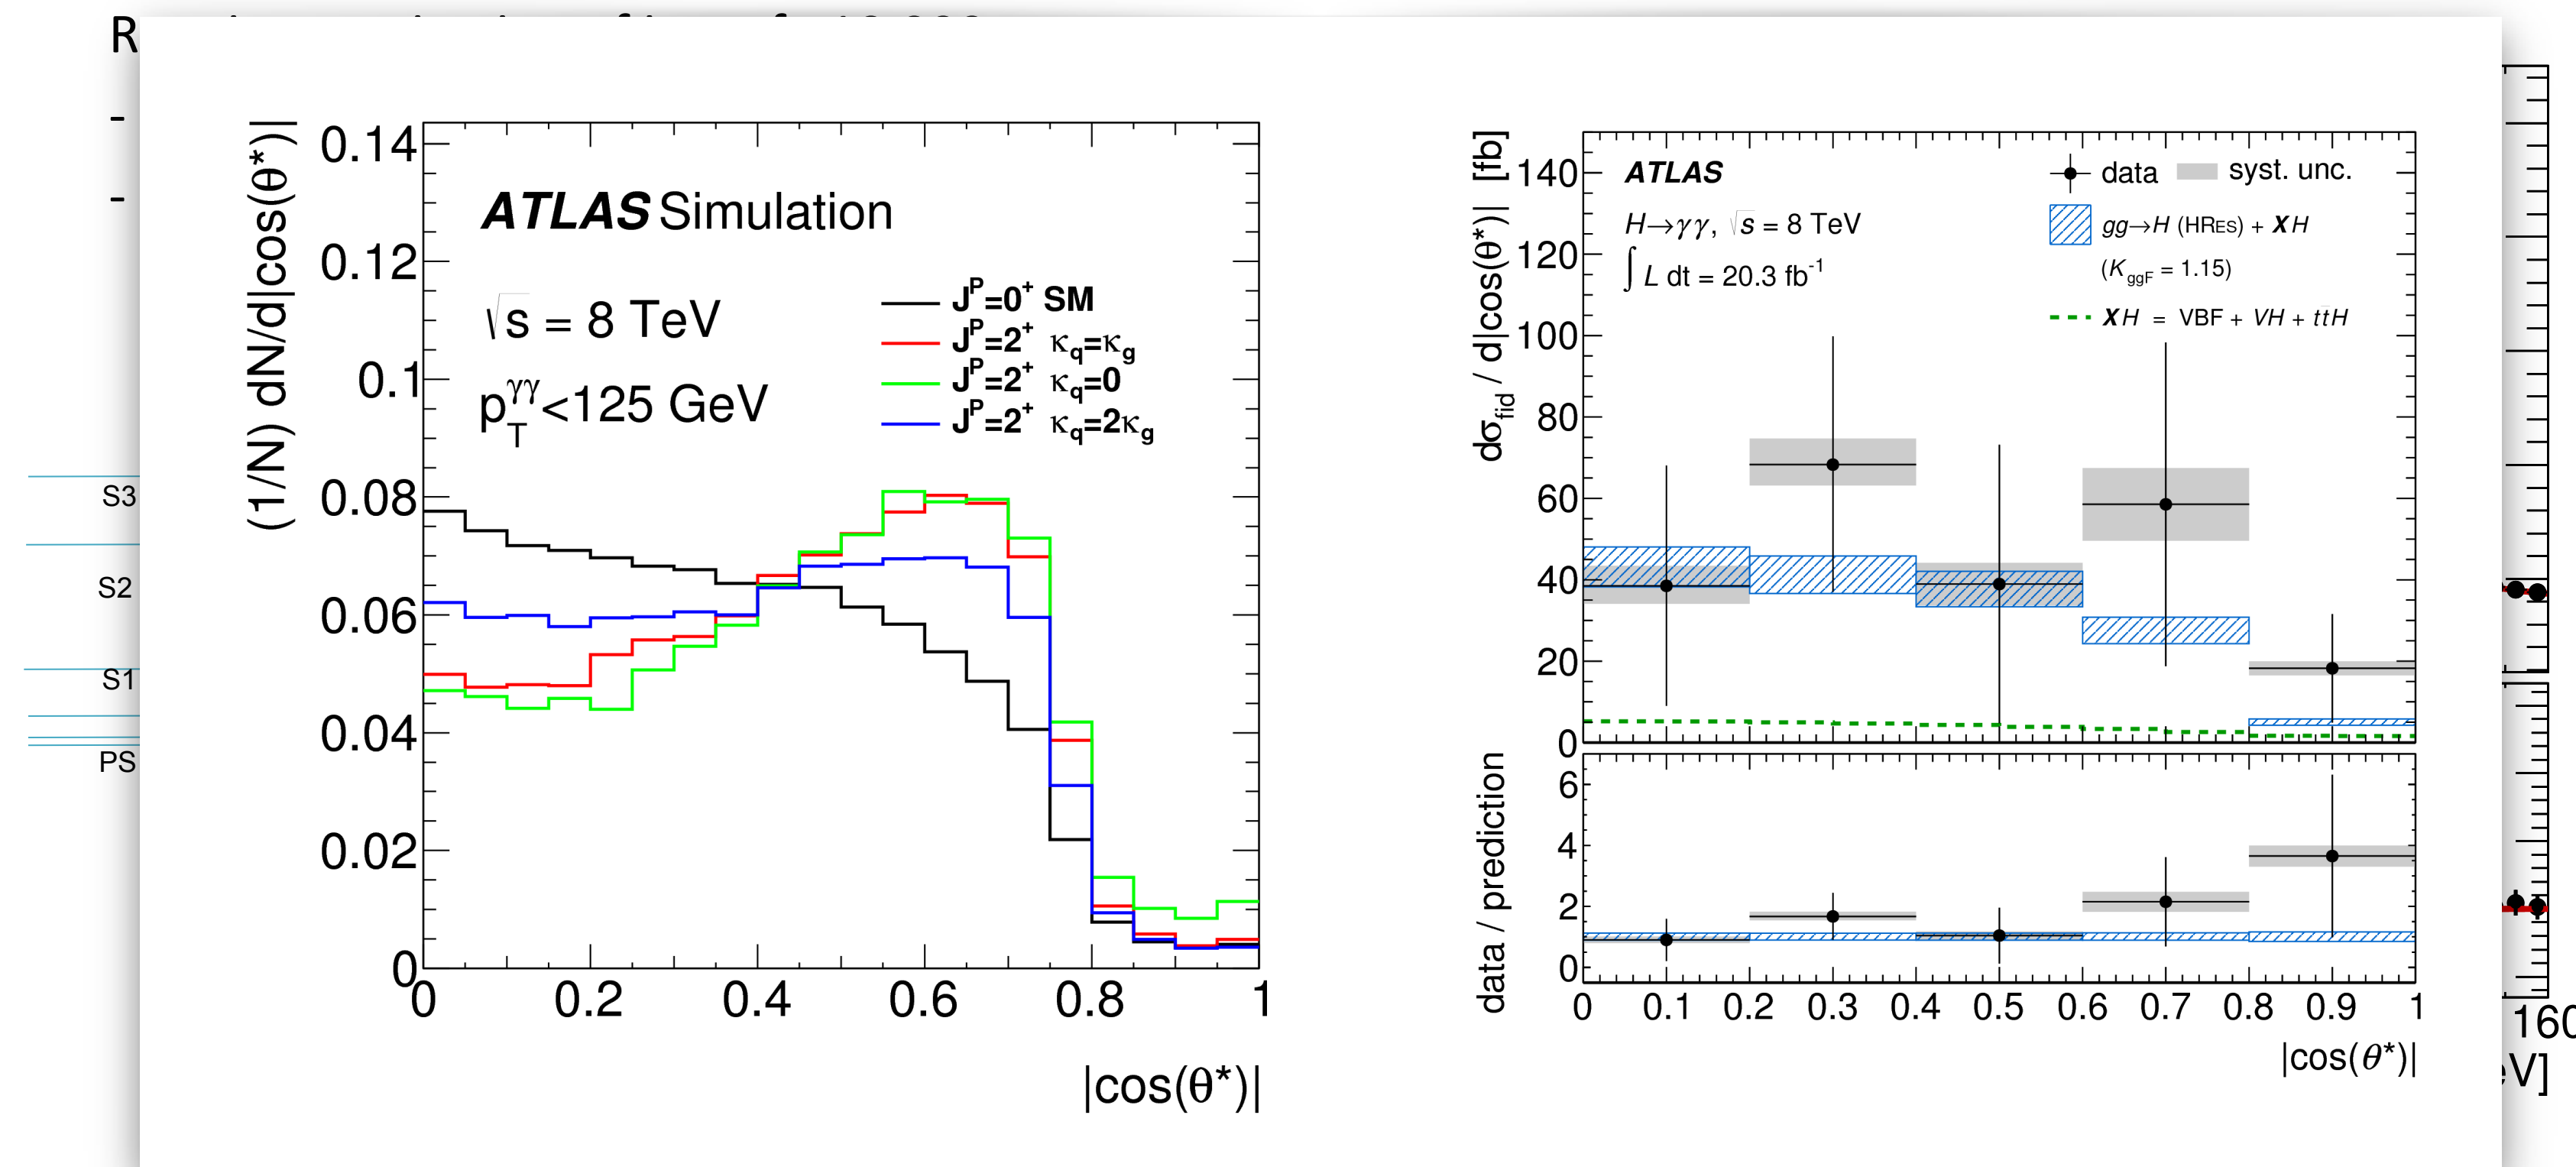 R
-
-
S3
S2
S1
PS
(1/N) dN/d|cos(θ*)|
0.14
0.12
0.1
0.08
0.06
0.04
0.02
0
ATLAS Simulation
√s = 8 TeV
p_T^γγ<125 GeV
J^P=0^+ SM
J^P=2^+ κ_q=κ_g
J^P=2^+ κ_q=0
J^P=2^+ κ_q=2κ_g
0 0.2 0.4 0.6 0.8 1
|cos(θ*)|
dσ_fid / d|cos(θ*)| [fb]
140
120
100
80
60
40
20
0
ATLAS
H→γγ, √s = 8 TeV
∫ L dt = 20.3 fb^-1
data syst. unc.
gg→H (HRES) + XH
(K_ggF = 1.15)
XH = VBF + VH + tt̄H
data / prediction
6
4
2
0
0 0.1 0.2 0.3 0.4 0.5 0.6 0.7 0.8 0.9 1
|cos(θ*)|
160
V]